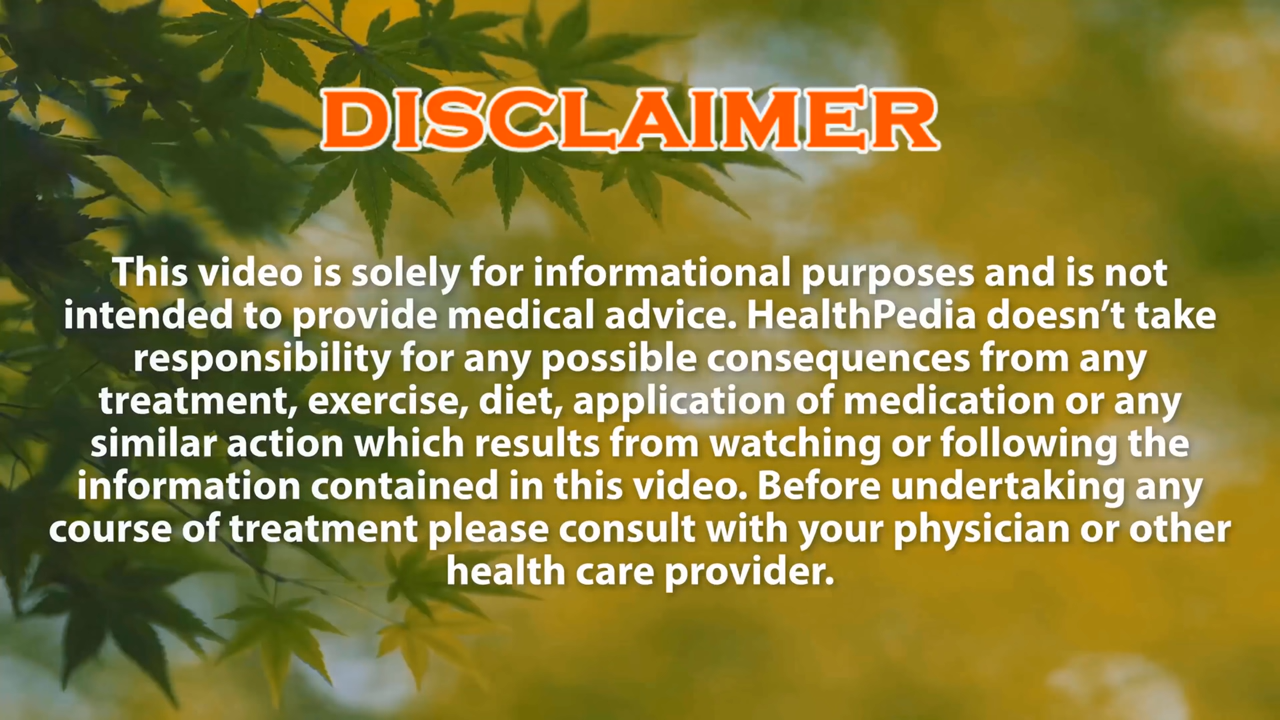 DISCLAIMER
This video is solely for informational purposes and is not
intended to provide medical advice. HealthPedia doesn’t take
responsibility for any possible consequences from any
treatment, exercise, diet, application of medication or any
similar action which results from watching or following the
information contained in this video. Before undertaking any
course of treatment please consult with your physician or other
health care provider.